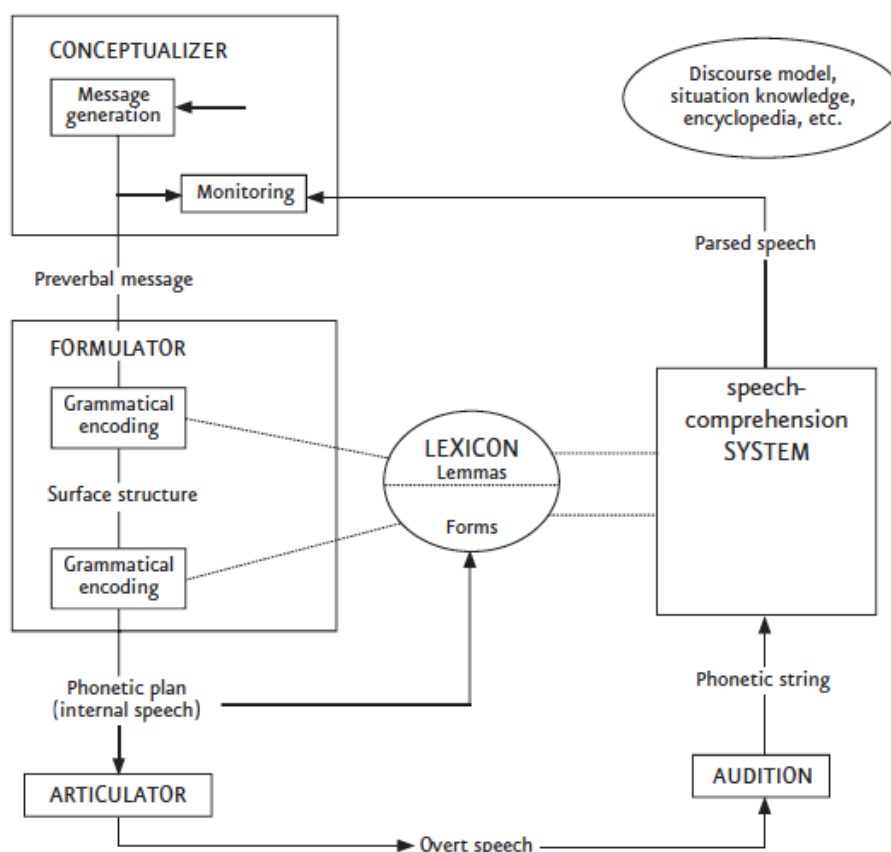 CONCEPTUALIZER
Message
generation
Monitoring
Discourse model,
situation knowledge,
encyclopedia, etc.
Parsed speech
Preverbal message
FORMULATOR
Grammatical
encoding
Surface structure
Grammatical
encoding
LEXICON
Lemmas
Forms
speech-
comprehension
SYSTEM
Phonetic plan
(internal speech)
Phonetic string
ARTICULATOR
AUDITION
Overt speech